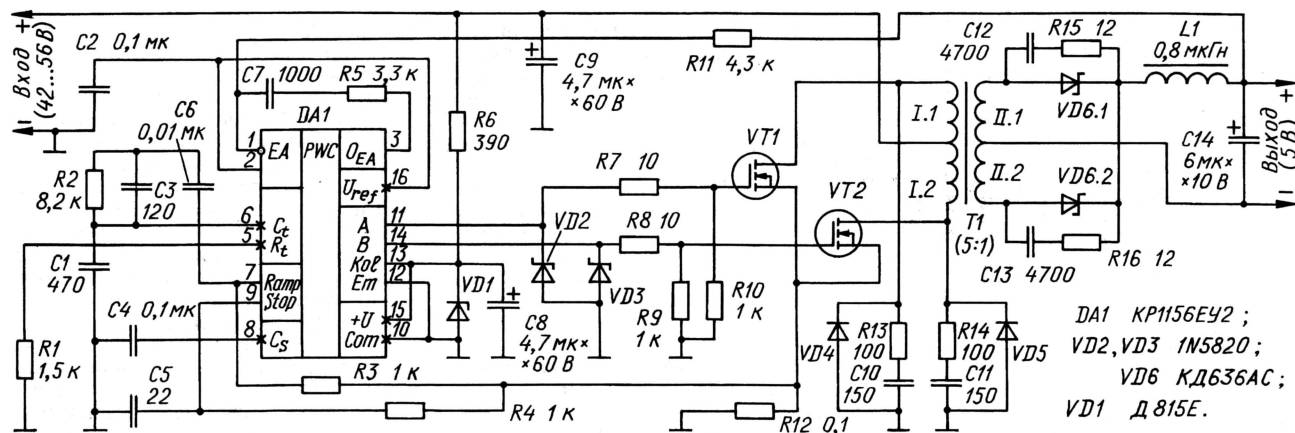 +
Вход
(42...56В)
−
C2 0,1 мк
C7 1000
R5 3,3 к
C6
0,01 мк
R2
8,2 к
C3
120
C1
470
R1
1,5 к
C4 0,1 мк
C5
22
DA1
PWC
1
2
EA
6
Ct
5
Rt
7
Ramp
9
Stop
8
Cs
3
OEA
16
Uref
11
A
14
B
13
Kol
12
Em
15
+U
10
Com
R3 1 к
R4 1 к
R6
390
VD1
+
C8
4,7 мк×
×60 В
+
C9
4,7 мк×
×60 В
R11 4,3 к
R7 10
R8 10
VD2
VD3
R9
1 к
R10
1 к
R12 0,1
VT1
VT2
VD4
R13
100
C10
150
R14
100
C11
150
VD5
I.1
I.2
II.1
II.2
T1
(5:1)
C12
4700
R15 12
VD6.1
VD6.2
C13 4700
R16 12
L1
0,8 мкГн
+
C14
6 мк×
×10 В
+
Выход
(5 В)
−
DA1 КР1156ЕУ2;
VD2, VD3 1N5820;
VD6 КД636АС;
VD1 Д815Е.